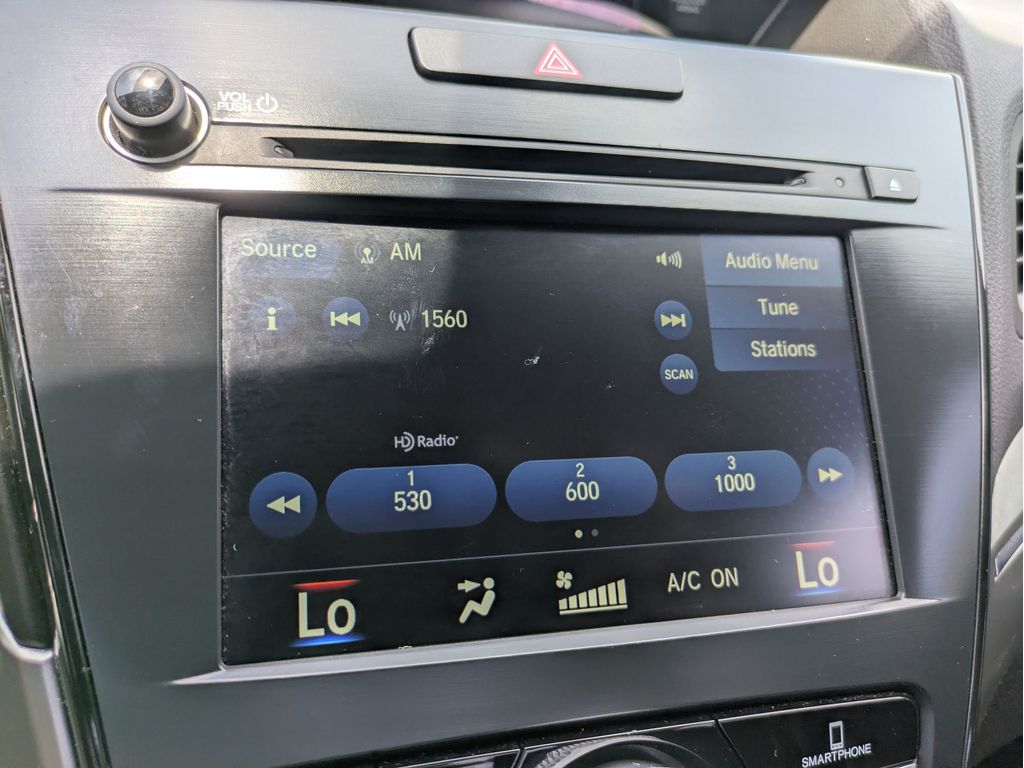 VOL
PUSH
Source AM AM Audio Menu
i 1560 Tune
Stations
SCAN
HD Radio
1 2 3
530 600 1000
Lo A/C ON Lo
SMARTPHONE